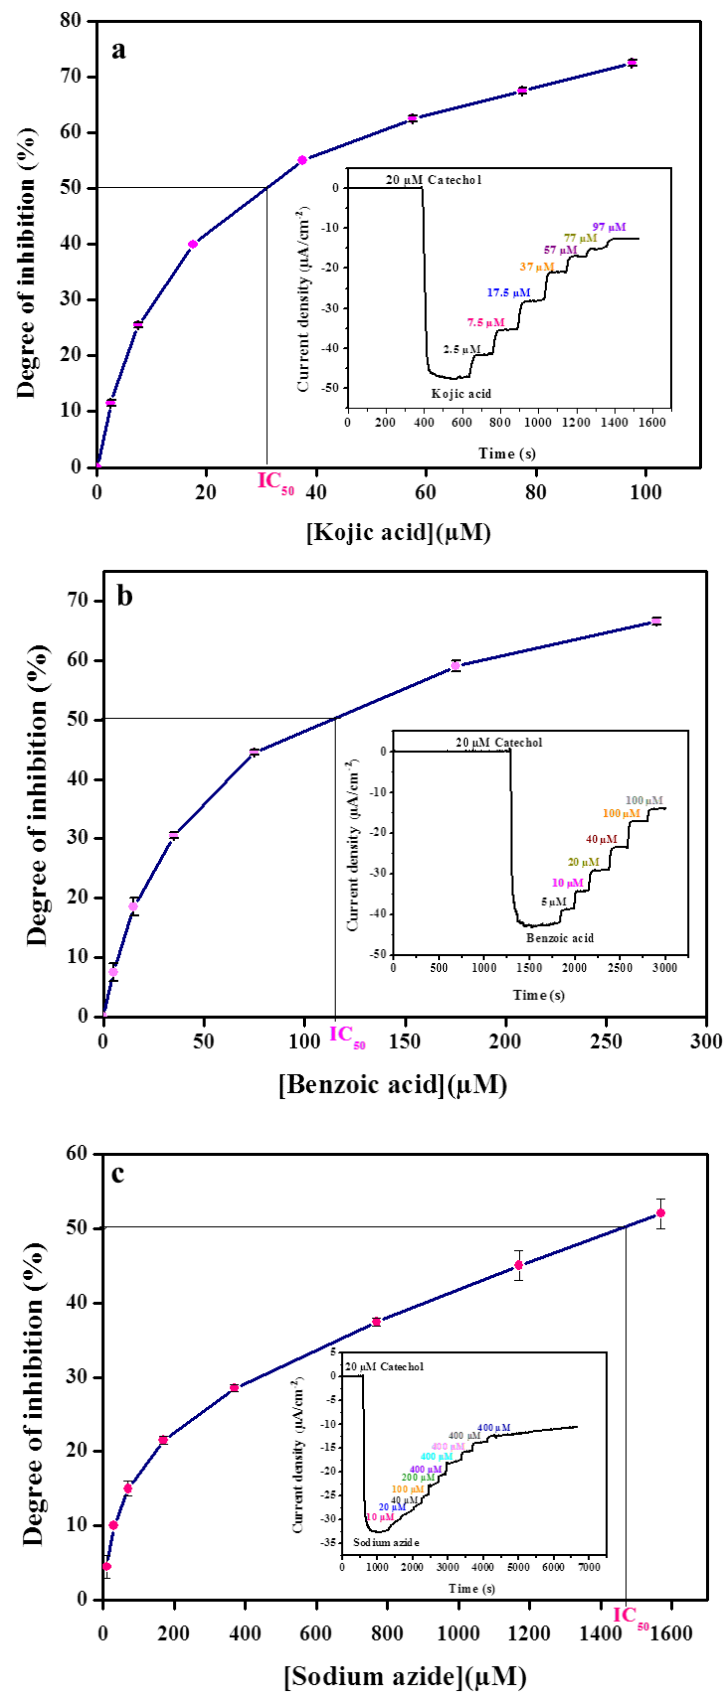 a
80
70
60
50
40
30
20
10
0
Degree of inhibition (%)
0 20 40 60 80 100
IC50
[Kojic acid](µM)
20 µM Catechol
0
-10
-20
-30
-40
-50
Current density (µA/cm-2)
2.5 µM
7.5 µM
17.5 µM
37 µM
57 µM
77 µM
97 µM
Kojic acid
0 200 400 600 800 1000 1200 1400 1600
Time (s)
b
70
60
50
40
30
20
10
0
Degree of inhibition (%)
0 50 100 150 200 250 300
IC50
[Benzoic acid](µM)
20 µM Catechol
0
-10
-20
-30
-40
-50
Current density (µA/cm-2)
5 µM
10 µM
20 µM
40 µM
100 µM
100 µM
Benzoic acid
0 500 1000 1500 2000 2500 3000
Time (s)
c
60
50
40
30
20
10
0
Degree of inhibition (%)
0 200 400 600 800 1000 1200 1400 1600
IC50
[Sodium azide](µM)
20 µM Catechol
5
0
-5
-10
-15
-20
-25
-30
-35
Current density (µA/cm-2)
10 µM
20 µM
40 µM
100 µM
200 µM
400 µM
400 µM
400 µM
400 µM
400 µM
Sodium azide
0 1000 2000 3000 4000 5000 6000 7000
Time (s)